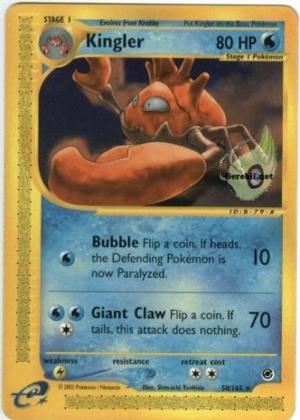 STAGE 1
Evolves from Krabby
Put Kingler on the Basic Pokémon
Kingler 80 HP
Stage 1 Pokémon
Serebii.net
ID-B-79-#
Bubble Flip a coin. If heads,
the Defending Pokémon is
now Paralyzed. 10
Giant Claw Flip a coin. If
tails, this attack does nothing. 70
weakness resistance retreat cost
© 2002 Pokémon / Nintendo Illus. Shin-ichi Yoshida 50/165
e